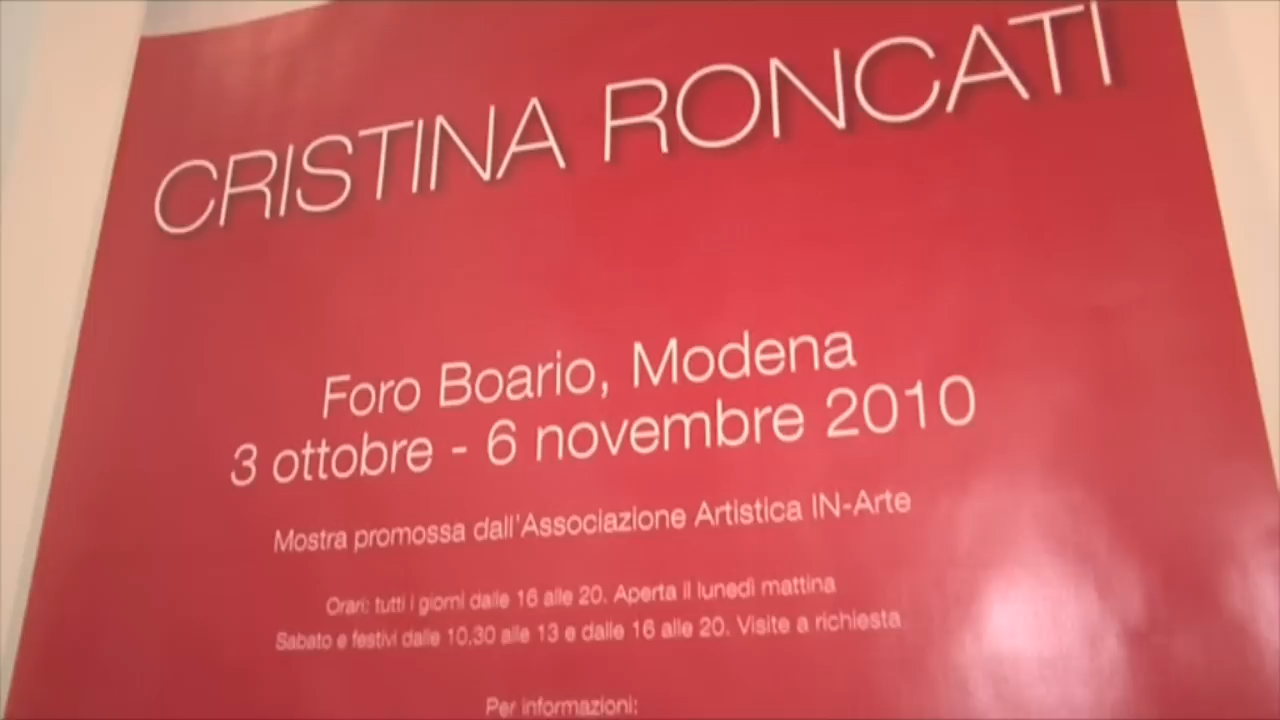 CRISTINA RONCATI
Foro Boario, Modena
3 ottobre - 6 novembre 2010
Mostra promossa dall'Associazione Artistica IN-Arte
Orari: tutti i giorni dalle 16 alle 20. Aperta il lunedì mattina
Sabato e festivi dalle 10.30 alle 13 e dalle 16 alle 20. Visite a richiesta
Per informazioni: